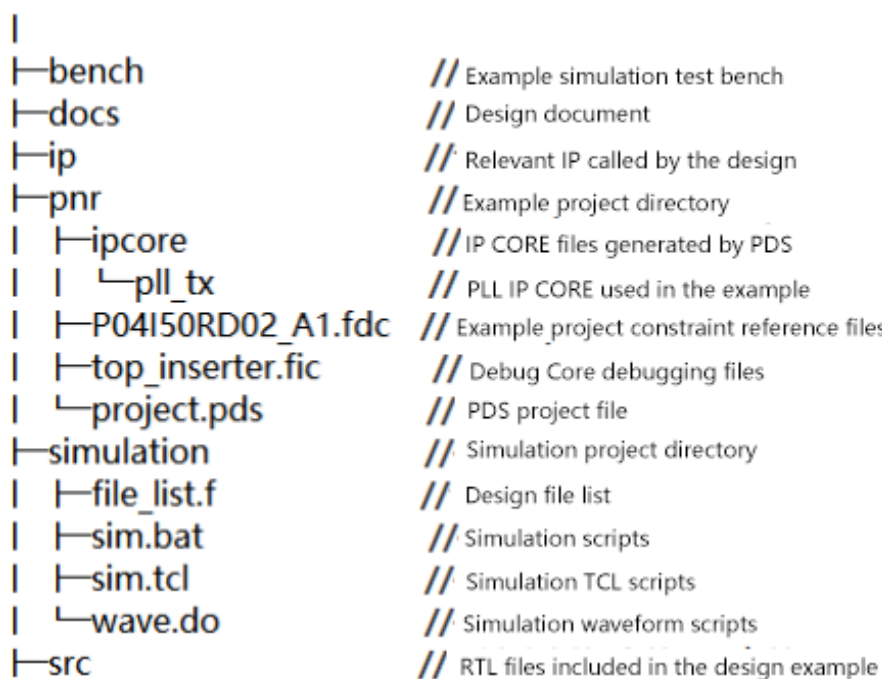 |
├─bench // Example simulation test bench
├─docs // Design document
├─ip // Relevant IP called by the design
├─pnr // Example project directory
| ├─ipcore // IP CORE files generated by PDS
| | └─pll_tx // PLL IP CORE used in the example
| ├─P04I50RD02_A1.fdc // Example project constraint reference files
| ├─top_inserter.fic // Debug Core debugging files
| └─project.pds // PDS project file
├─simulation // Simulation project directory
| ├─file_list.f // Design file list
| ├─sim.bat // Simulation scripts
| ├─sim.tcl // Simulation TCL scripts
| └─wave.do // Simulation waveform scripts
├─src // RTL files included in the design example